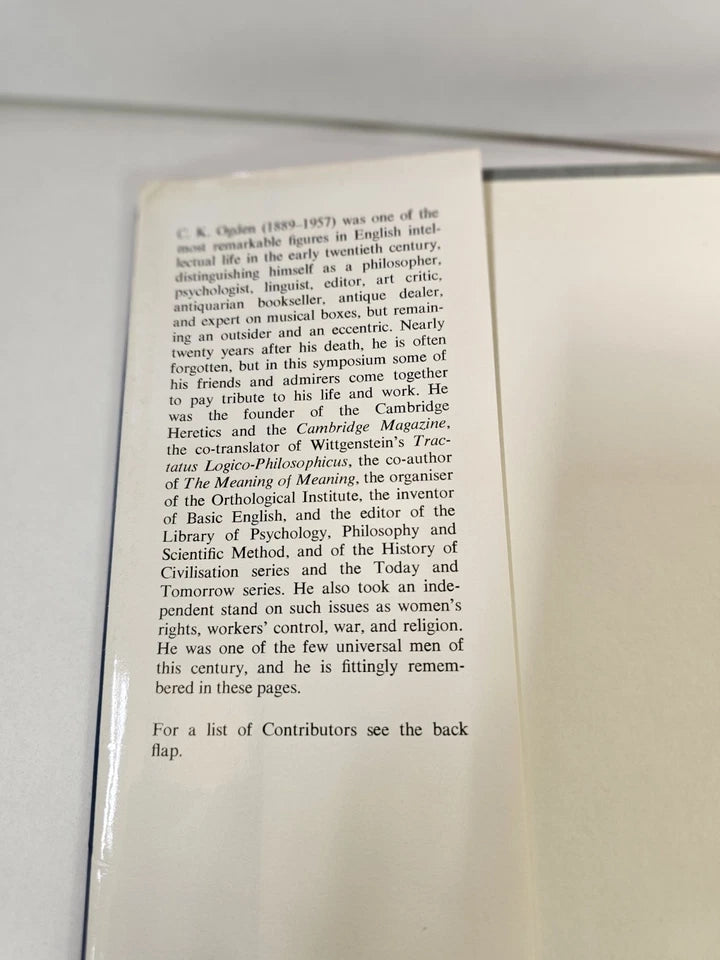 C. K. Ogden (1889–1957) was one of the
most remarkable figures in English intel-
lectual life in the early twentieth century,
distinguishing himself as a philosopher,
psychologist, linguist, editor, art critic,
antiquarian bookseller, antique dealer,
and expert on musical boxes, but remain-
ing an outsider and an eccentric. Nearly
twenty years after his death, he is often
forgotten, but in this symposium some of
his friends and admirers come together
to pay tribute to his life and work. He
was the founder of the Cambridge
Heretics and the Cambridge Magazine,
the co-translator of Wittgenstein's Trac-
tatus Logico-Philosophicus, the co-author
of The Meaning of Meaning, the organiser
of the Orthological Institute, the inventor
of Basic English, and the editor of the
Library of Psychology, Philosophy and
Scientific Method, and of the History of
Civilisation series and the Today and
Tomorrow series. He also took an inde-
pendent stand on such issues as women's
rights, workers' control, war, and religion.
He was one of the few universal men of
this century, and he is fittingly remem-
bered in these pages.
For a list of Contributors see the back
flap.